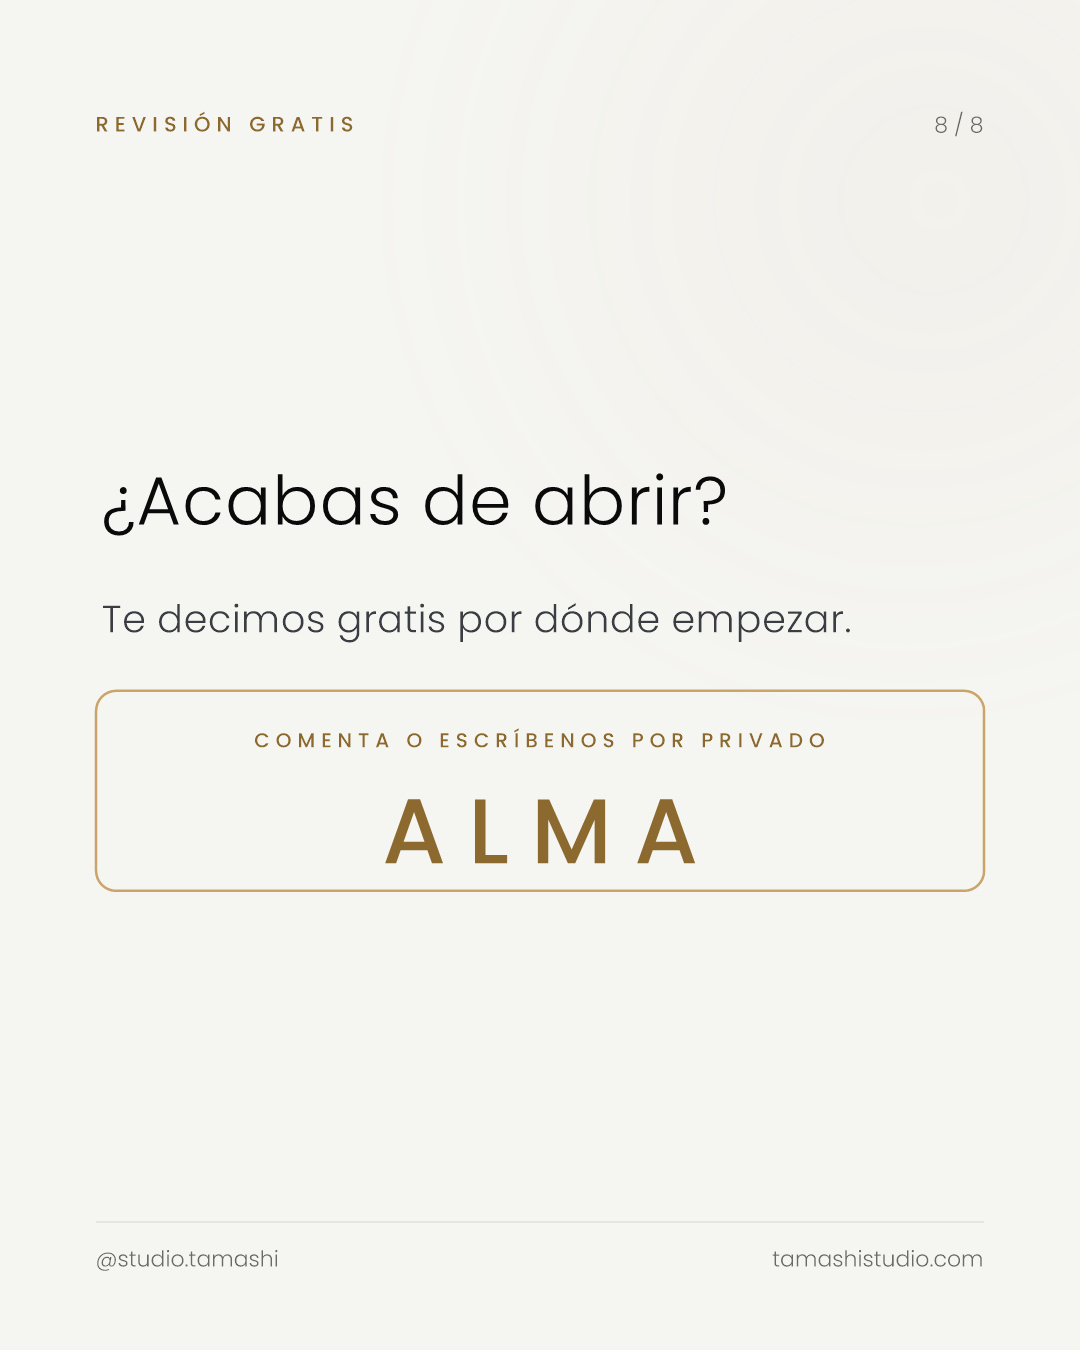 REVISIÓN GRATIS
8 / 8
¿Acabas de abrir?
Te decimos gratis por dónde empezar.
COMENTA O ESCRÍBENOS POR PRIVADO
ALMA
@studio.tamashi
tamashistudio.com